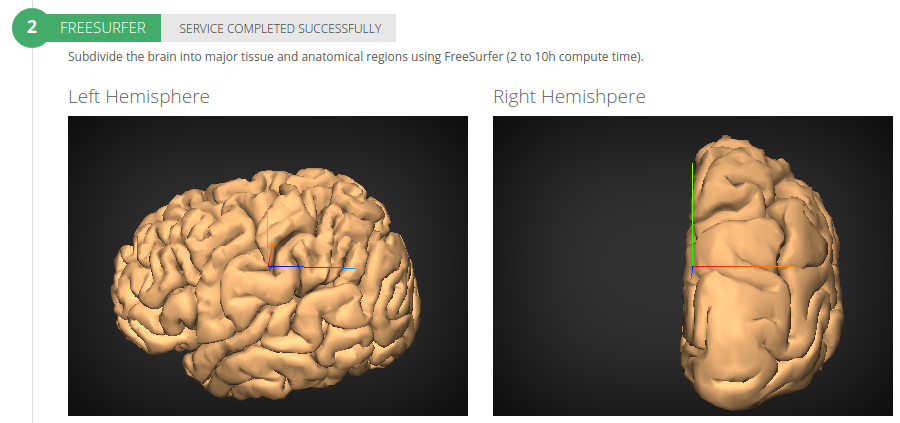 2 FREESURFER SERVICE COMPLETED SUCCESSFULLY
Subdivide the brain into major tissue and anatomical regions using FreeSurfer (2 to 10h compute time).
Left Hemisphere Right Hemishpere